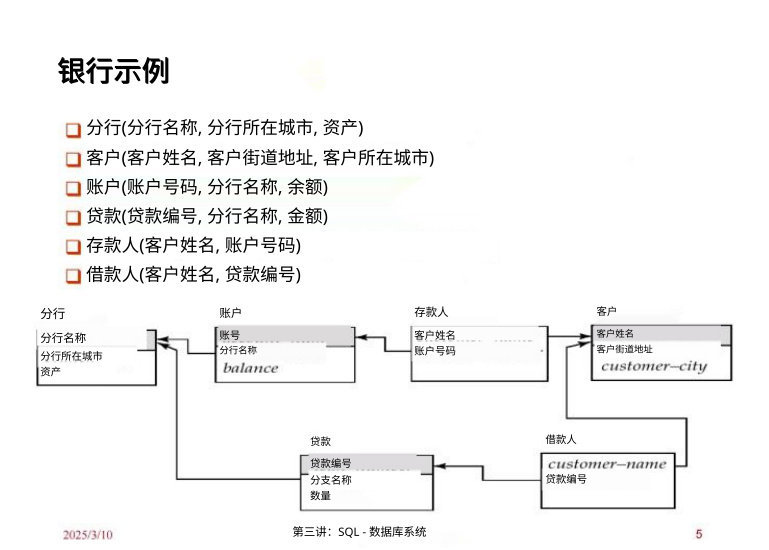 银行示例
分行(分行名称, 分行所在城市, 资产)
客户(客户姓名, 客户街道地址, 客户所在城市)
账户(账户号码, 分行名称, 余额)
贷款(贷款编号, 分行名称, 金额)
存款人(客户姓名, 账户号码)
借款人(客户姓名, 贷款编号)
分行
分行名称
分行所在城市
资产
账户
账号
分行名称
balance
存款人
客户姓名
账户号码
客户
客户姓名
客户街道地址
customer–city
贷款
贷款编号
分支名称
数量
借款人
customer–name
贷款编号
2025/3/10
第三讲：SQL - 数据库系统
5